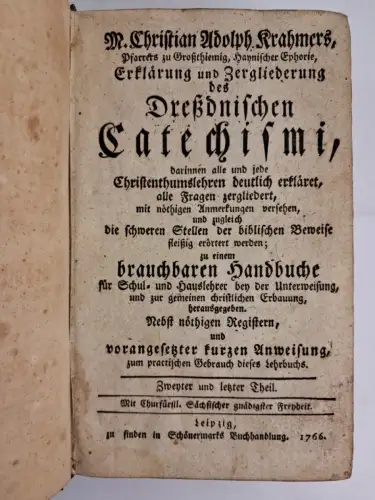 M. Christian Adolph Krahmers,
Pfarrers zu Großthiemig, Haynischer Ephorie,
Erklärung und Zergliederung
des
Dreßdnischen
Catechismi,
darinnen alle und jede
Christenthumslehren deutlich erkläret,
alle Fragen zergliedert,
mit nöthigen Anmerkungen versehen,
und zugleich
die schweren Stellen der biblischen Beweise
fleißig erörtert werden;
zu einem
brauchbaren Handbuche
für Schul- und Hauslehrer bey der Unterweisung,
und zur gemeinen christlichen Erbauung,
herausgegeben.
Nebst nöthigen Registern,
und
vorangesetzter kurzen Anweisung,
zum practischen Gebrauch dieses Lehrbuchs.
Zweyter und letzter Theil.
Mit Churfürstl. Sächsischer gnädigster Freyheit.
Leipzig,
zu finden in Schönermarks Buchhandlung. 1766.